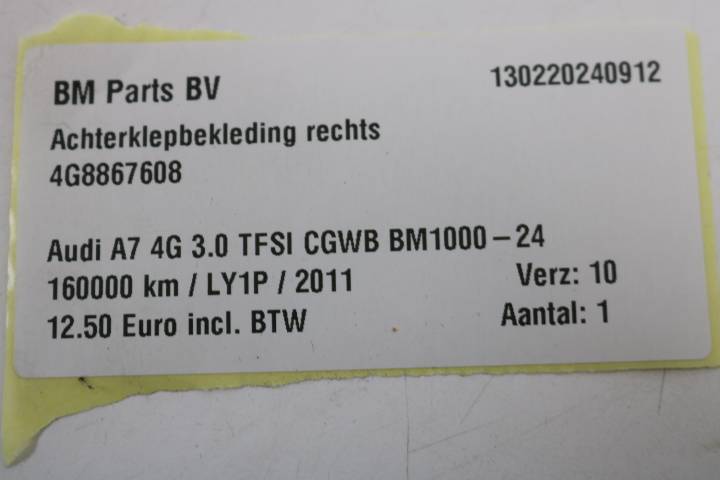 BM Parts BV 130220240912
Achterklepbekleding rechts
4G8867608
Audi A7 4G 3.0 TFSI CGWB BM1000-24
160000 km / LY1P / 2011 Verz: 10
12.50 Euro incl. BTW Aantal: 1